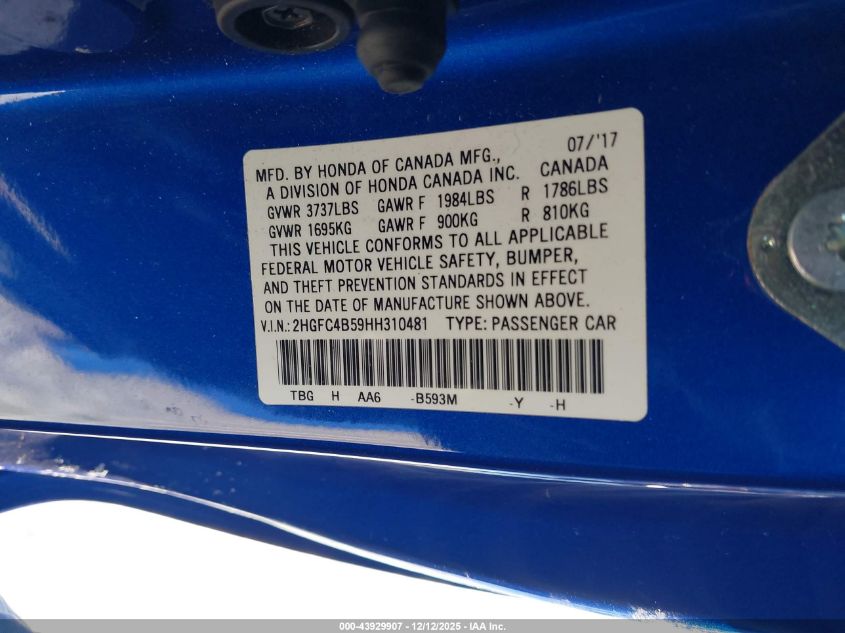 07/'17
MFD. BY HONDA OF CANADA MFG.,
A DIVISION OF HONDA CANADA INC. CANADA
GVWR 3737LBS GAWR F 1984LBS R 1786LBS
GVWR 1695KG GAWR F 900KG R 810KG
THIS VEHICLE CONFORMS TO ALL APPLICABLE
FEDERAL MOTOR VEHICLE SAFETY, BUMPER,
AND THEFT PREVENTION STANDARDS IN EFFECT
ON THE DATE OF MANUFACTURE SHOWN ABOVE.
V.I.N.: 2HGFC4B59HH310481 TYPE: PASSENGER CAR
TBG H AA6 -B593M -Y -H
000-43929907 - 12/12/2025 - IAA Inc.